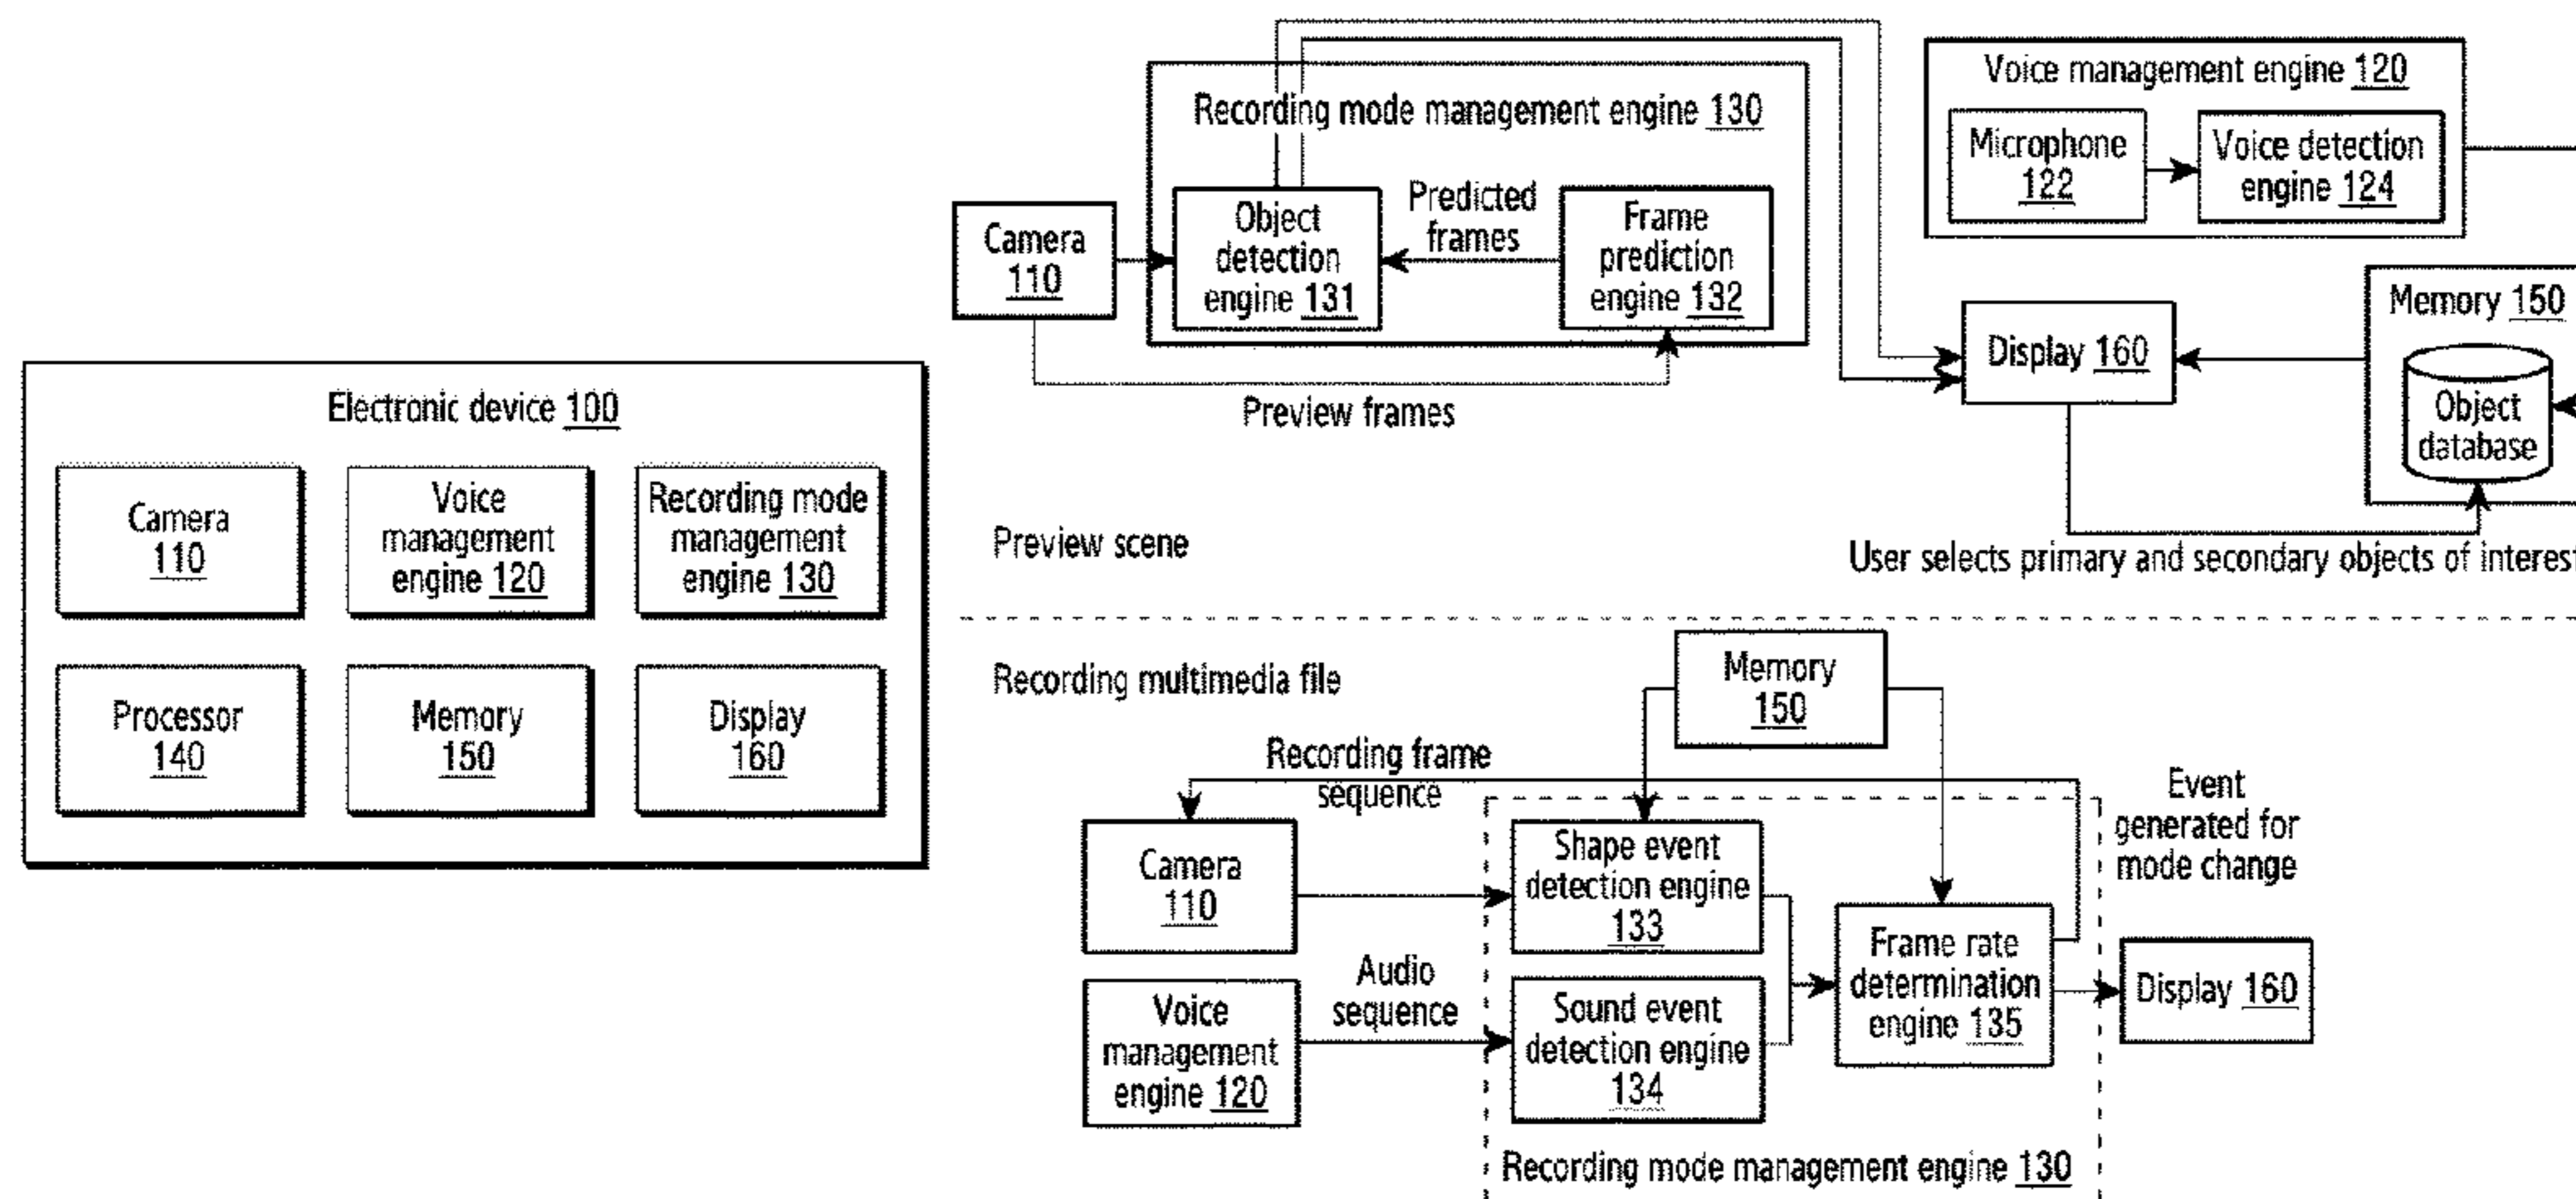 Electronic device 100
Camera
110
Voice
management
engine 120
Recording mode
management
engine 130
Processor
140
Memory
150
Display
160
Recording mode management engine 130
Camera
110
Object
detection
engine 131
Predicted
frames
Frame
prediction
engine 132
Preview frames
Voice management engine 120
Microphone
122
Voice detection
engine 124
Display 160
Memory 150
Object
database
Preview scene
User selects primary and secondary objects of interest
Recording multimedia file
Memory
150
Recording frame
sequence
Camera
110
Voice
management
engine 120
Audio
sequence
Shape event
detection engine
133
Sound event
detection engine
134
Frame rate
determination
engine 135
Event
generated for
mode change
Display 160
Recording mode management engine 130